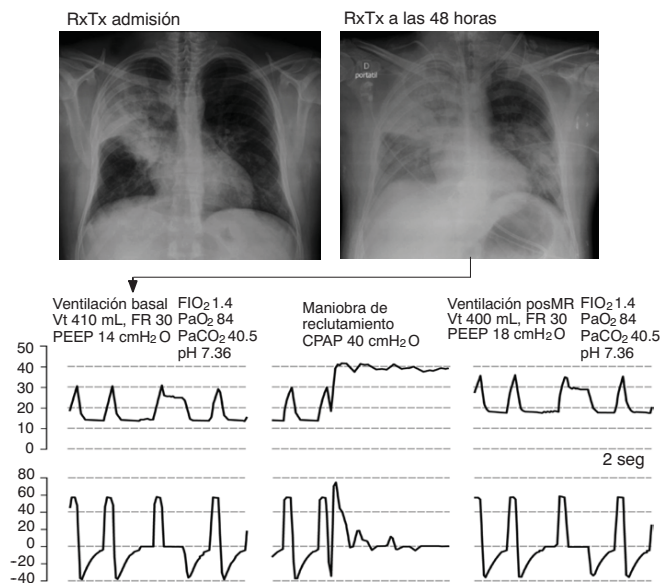 RxTx admisión
RxTx a las 48 horas
D
portatil
Ventilación basal
Vt 410 mL, FR 30
PEEP 14 cmH₂O
FIO₂ 1.4
PaO₂ 84
PaCO₂ 40.5
pH 7.36
Maniobra de
reclutamiento
CPAP 40 cmH₂O
Ventilación posMR
Vt 400 mL, FR 30
PEEP 18 cmH₂O
FIO₂ 1.4
PaO₂ 84
PaCO₂ 40.5
pH 7.36
50
40
30
20
10
0
2 seg
80
60
40
0
−20
−40